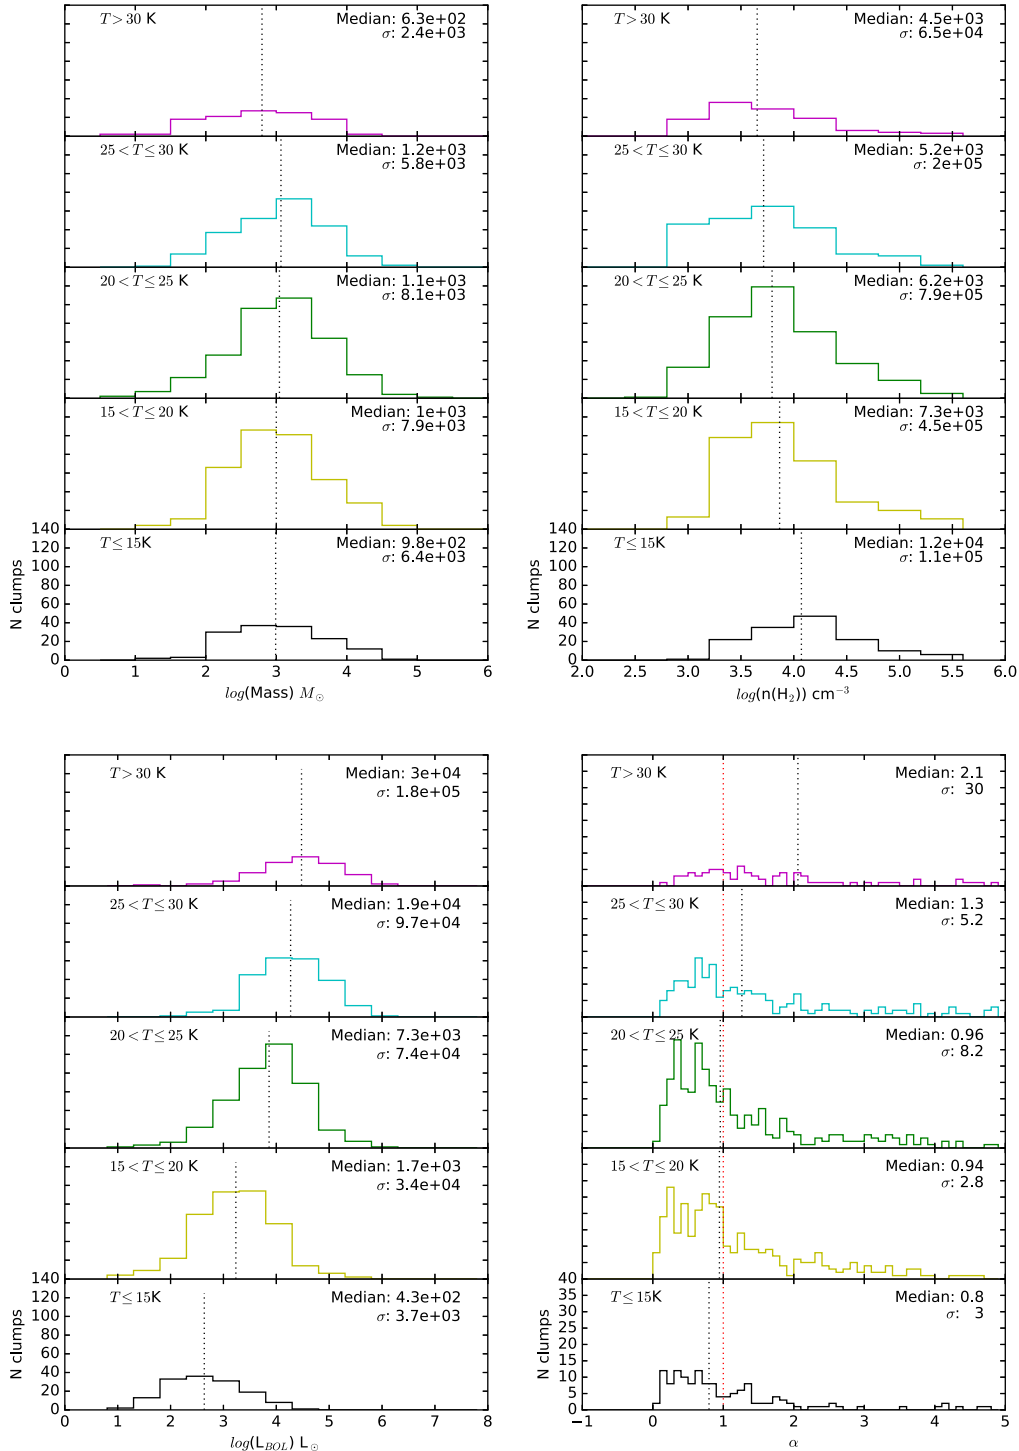 T > 30 K
Median: 6.3e+02
σ: 2.4e+03
25 < T ≤ 30 K
Median: 1.2e+03
σ: 5.8e+03
20 < T ≤ 25 K
Median: 1.1e+03
σ: 8.1e+03
15 < T ≤ 20 K
Median: 1e+03
σ: 7.9e+03
T ≤ 15K
Median: 9.8e+02
σ: 6.4e+03
140
120
100
80
60
40
20
0
N clumps
0 1 2 3 4 5 6
log(Mass) M☉
T > 30 K
Median: 4.5e+03
σ: 6.5e+04
25 < T ≤ 30 K
Median: 5.2e+03
σ: 2e+05
20 < T ≤ 25 K
Median: 6.2e+03
σ: 7.9e+05
15 < T ≤ 20 K
Median: 7.3e+03
σ: 4.5e+05
T ≤ 15K
Median: 1.2e+04
σ: 1.1e+05
140
120
100
80
60
40
20
0
N clumps
2.0 2.5 3.0 3.5 4.0 4.5 5.0 5.5 6.0
log(n(H₂)) cm⁻³
T > 30 K
Median: 3e+04
σ: 1.8e+05
25 < T ≤ 30 K
Median: 1.9e+04
σ: 9.7e+04
20 < T ≤ 25 K
Median: 7.3e+03
σ: 7.4e+04
15 < T ≤ 20 K
Median: 1.7e+03
σ: 3.4e+04
T ≤ 15K
Median: 4.3e+02
σ: 3.7e+03
140
120
100
80
60
40
20
0
N clumps
0 1 2 3 4 5 6 7 8
log(L_BOL) L☉
T > 30 K
Median: 2.1
σ: 30
25 < T ≤ 30 K
Median: 1.3
σ: 5.2
20 < T ≤ 25 K
Median: 0.96
σ: 8.2
15 < T ≤ 20 K
Median: 0.94
σ: 2.8
T ≤ 15K
Median: 0.8
σ: 3
40
35
30
25
20
15
10
5
0
N clumps
−1 0 1 2 3 4 5
α